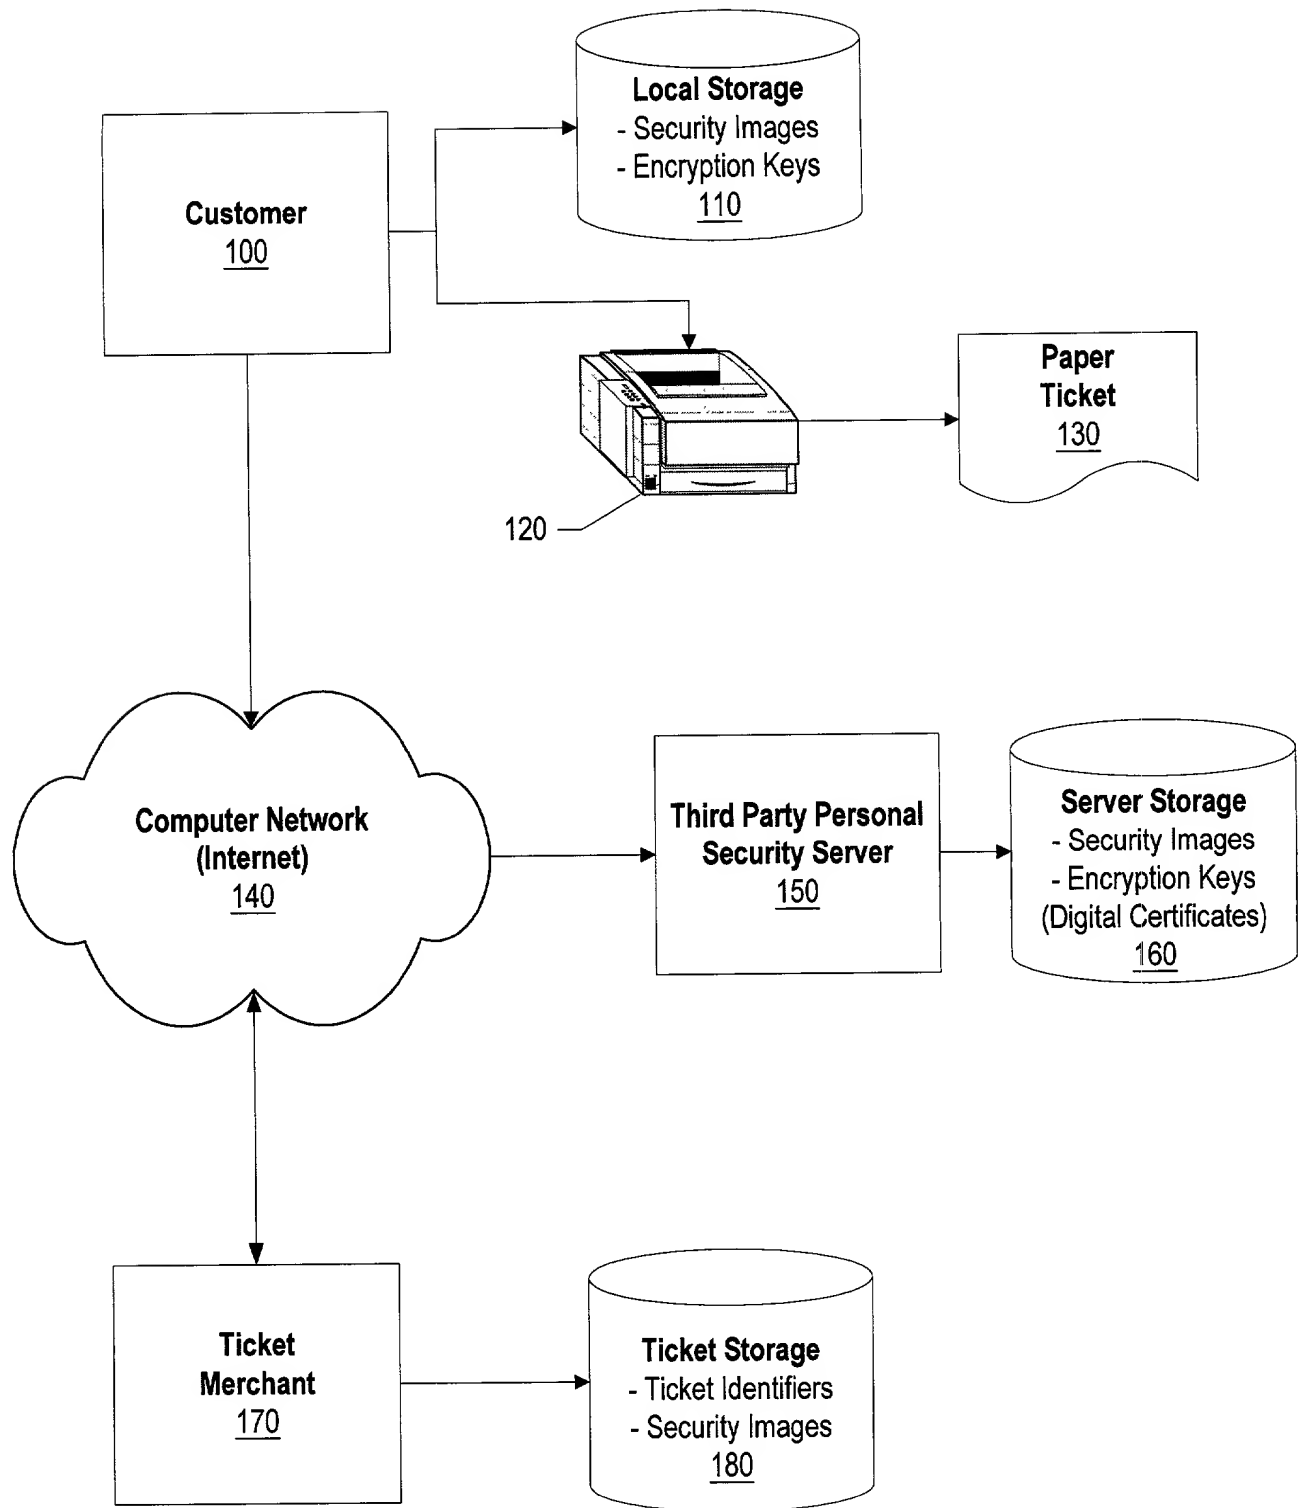 Local Storage
- Security Images
- Encryption Keys
110
Customer
100
Paper
Ticket
130
120
Computer Network
(Internet)
140
Third Party Personal
Security Server
150
Server Storage
- Security Images
- Encryption Keys
(Digital Certificates)
160
Ticket
Merchant
170
Ticket Storage
- Ticket Identifiers
- Security Images
180